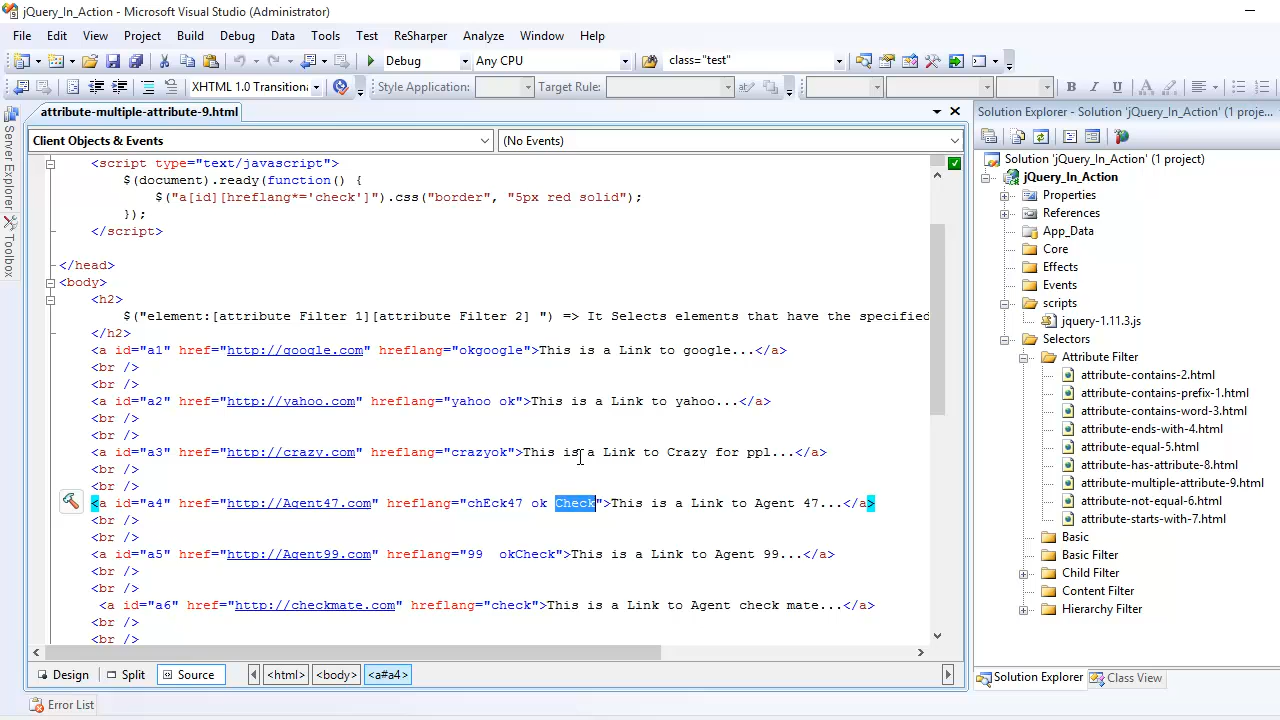 jQuery_In_Action - Microsoft Visual Studio (Administrator)
File Edit View Project Build Debug Data Tools Test ReSharper Analyze Window Help
Debug Any CPU class="test"
XHTML 1.0 Transition Style Application: Target Rule: B I U A
attribute-multiple-attribute-9.html
Client Objects & Events (No Events)
<script type="text/javascript">
$(document).ready(function() {
$("a[id][hreflang*='check']").css("border", "5px red solid");
});
</script>
</head>
<body>
<h2>
$("element:[attribute Filter 1][attribute Filter 2] ") => It Selects elements that have the specified
</h2>
<a id="a1" href="http://google.com" hreflang="okgoogle">This is a Link to google...</a>
<br />
<br />
<a id="a2" href="http://yahoo.com" hreflang="yahoo ok">This is a Link to yahoo...</a>
<br />
<br />
<a id="a3" href="http://crazy.com" hreflang="crazyok">This is a Link to Crazy for ppl...</a>
<br />
<br />
<a id="a4" href="http://Agent47.com" hreflang="chEck47 ok Check">This is a Link to Agent 47...</a>
<br />
<br />
<a id="a5" href="http://Agent99.com" hreflang="99  okCheck">This is a Link to Agent 99...</a>
<br />
<br />
<a id="a6" href="http://checkmate.com" hreflang="check">This is a Link to Agent check mate...</a>
<br />
<br />
Design Split Source <html> <body> <a#a4>
Error List
Server Explorer
Toolbox
Solution Explorer - Solution 'jQuery_In_Action' (1 proje...
Solution 'jQuery_In_Action' (1 project)
jQuery_In_Action
Properties
References
App_Data
Core
Effects
Events
scripts
jquery-1.11.3.js
Selectors
Attribute Filter
attribute-contains-2.html
attribute-contains-prefix-1.html
attribute-contains-word-3.html
attribute-ends-with-4.html
attribute-equal-5.html
attribute-has-attribute-8.html
attribute-multiple-attribute-9.html
attribute-not-equal-6.html
attribute-starts-with-7.html
Basic
Basic Filter
Child Filter
Content Filter
Hierarchy Filter
Solution Explorer Class View